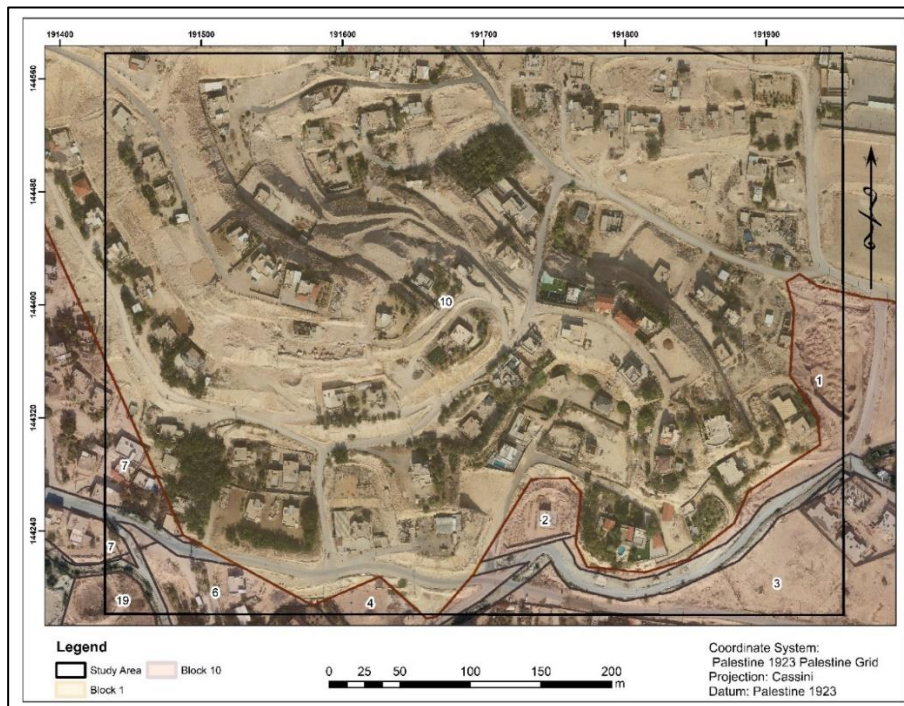 191400 191500 191600 191700 191800 191900
144560
144480
144400
144320
144240
10
1
7
2
7
3
19
6
4
Legend
Study Area
Block 10
Block 1
0 25 50 100 150 200
m
Coordinate System:
Palestine 1923 Palestine Grid
Projection: Cassini
Datum: Palestine 1923